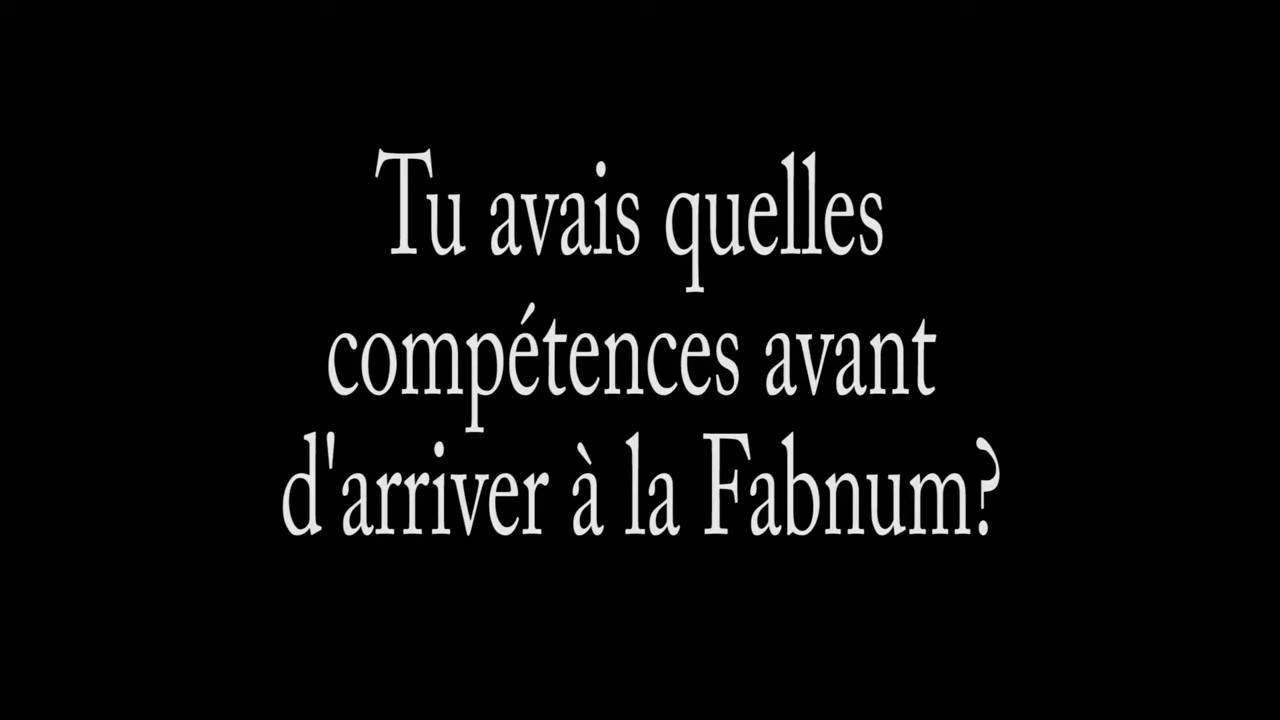 Tu avais quelles
compétences avant
d'arriver à la Fabnum?